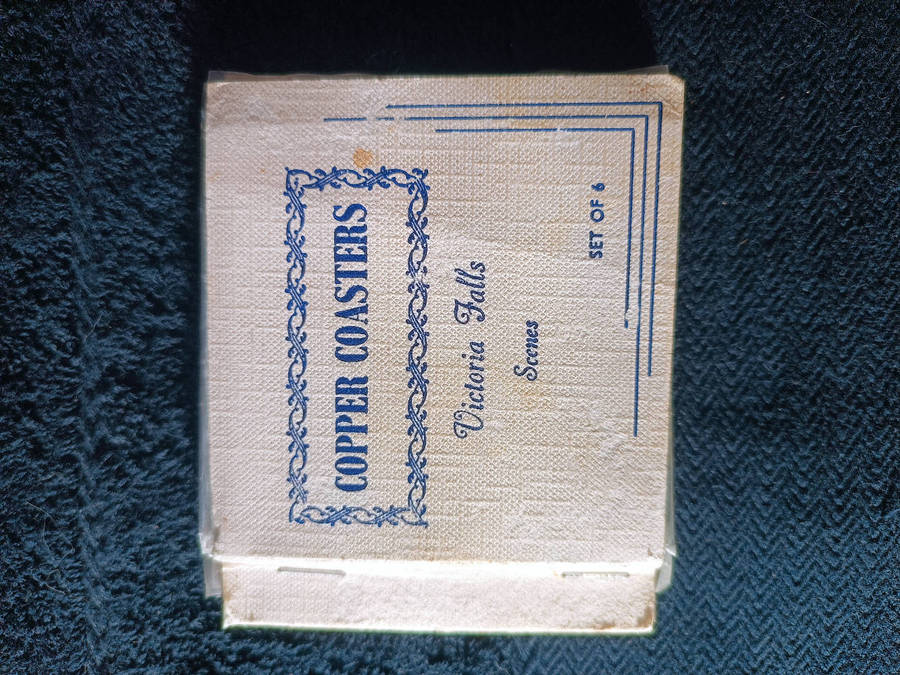 COPPER COASTERS
Victoria Falls
Scenes
SET OF 6